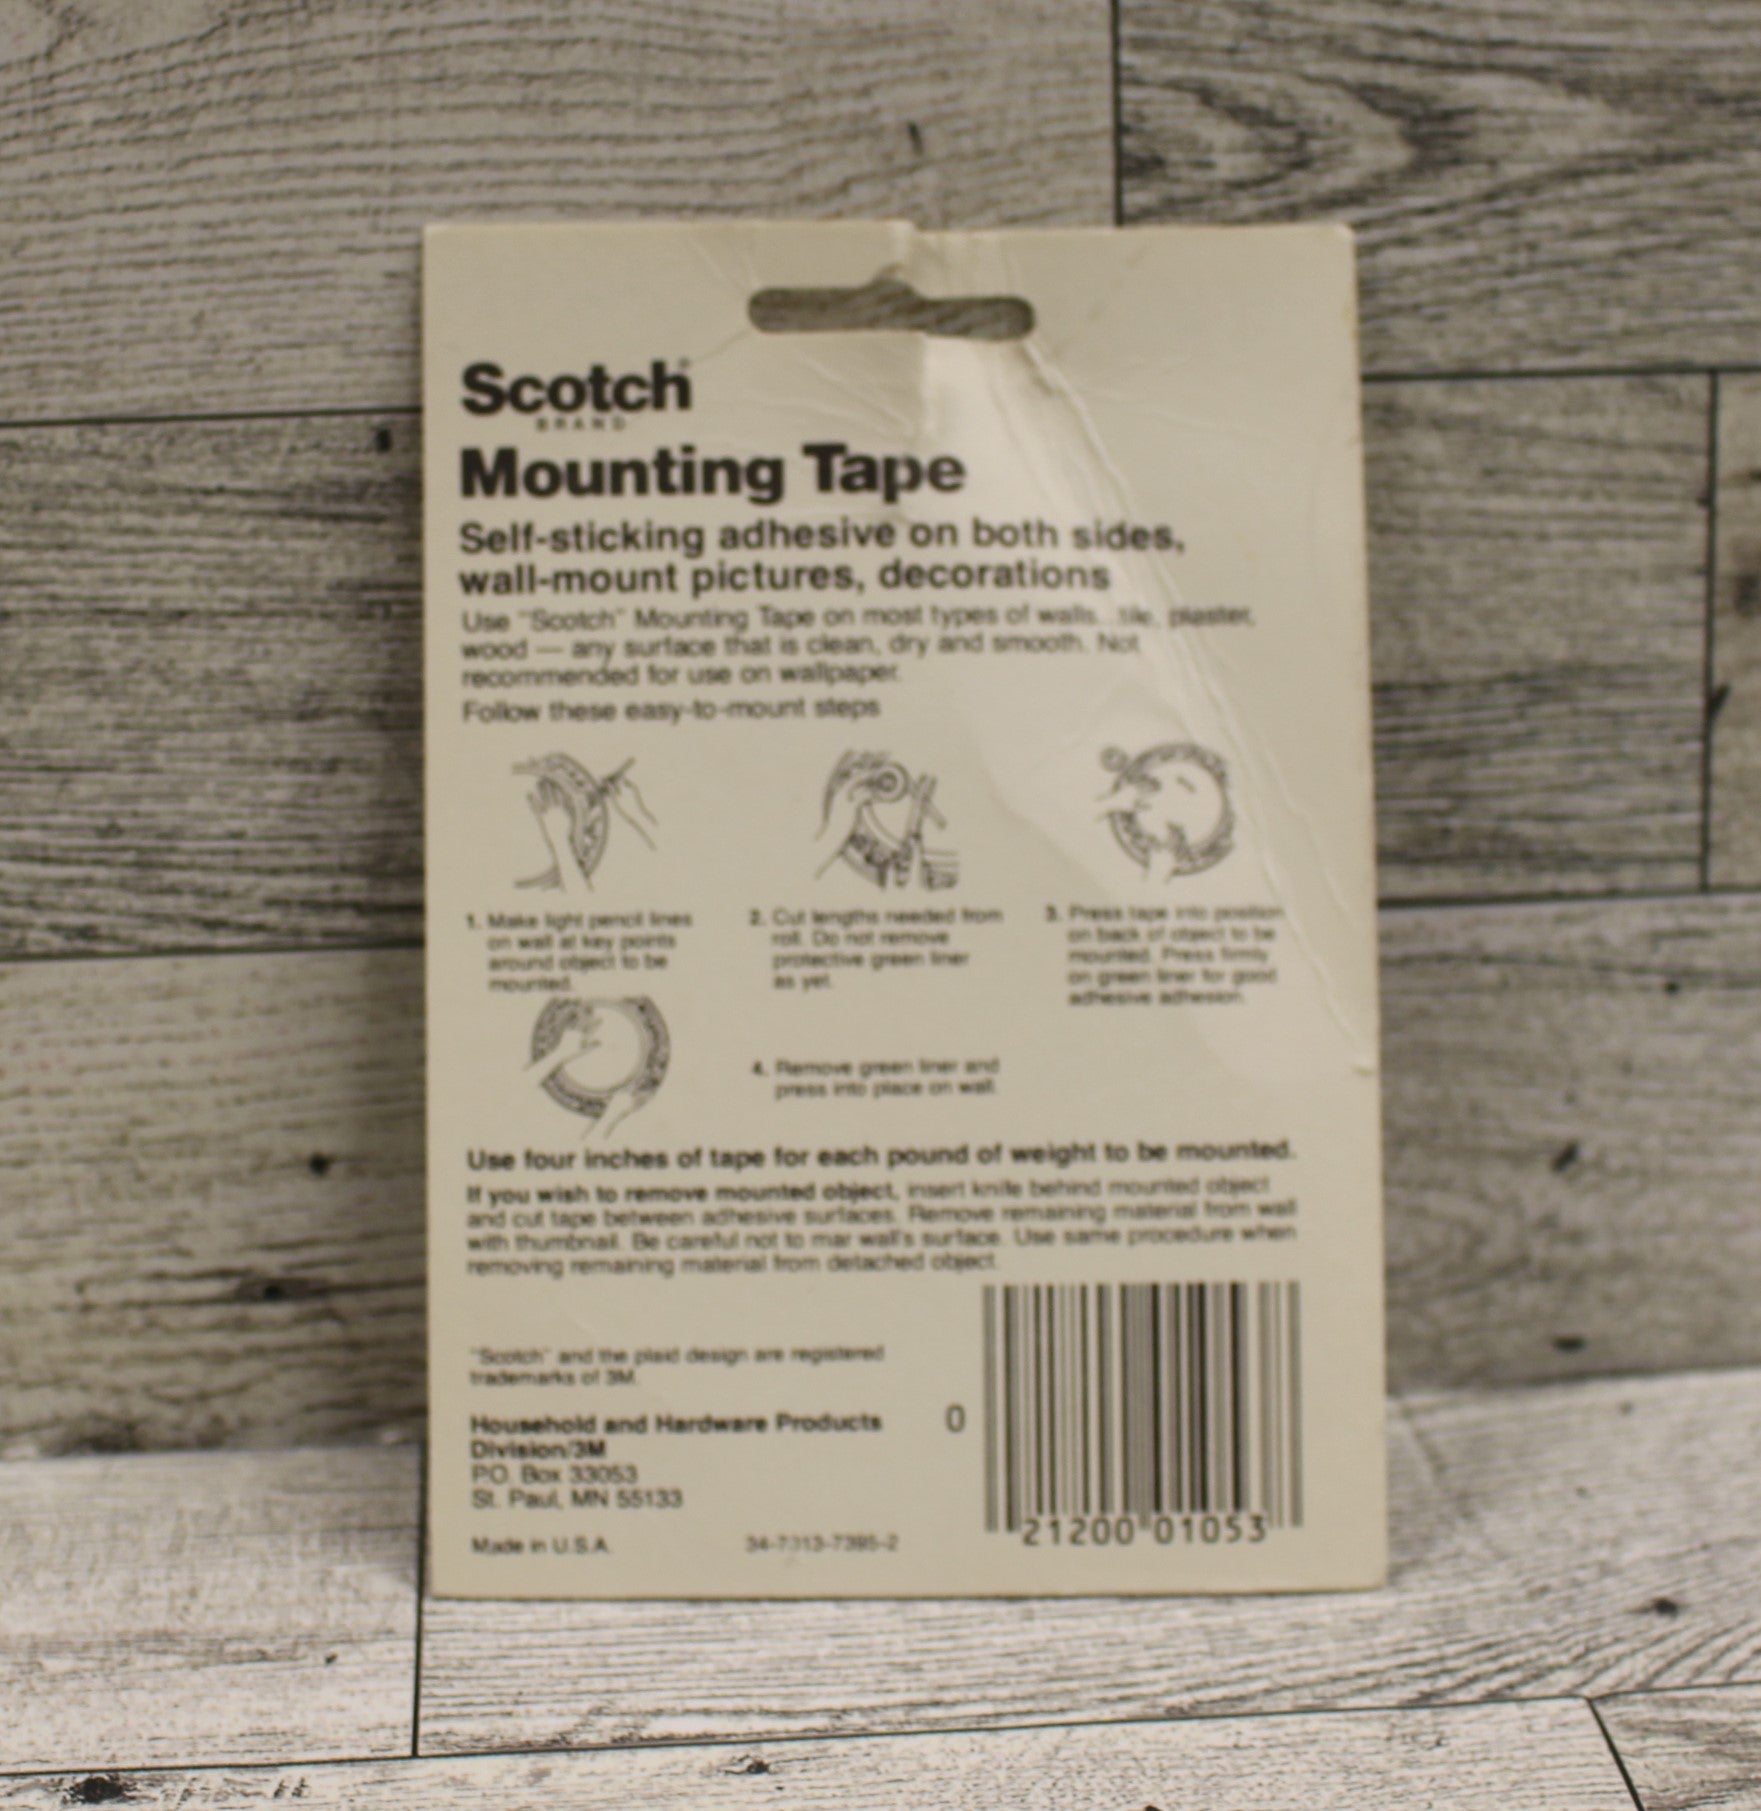 Scotch®
BRAND
Mounting Tape
Self-sticking adhesive on both sides,
wall-mount pictures, decorations
Use "Scotch" Mounting Tape on most types of walls...tile, plaster,
wood — any surface that is clean, dry and smooth. Not
recommended for use on wallpaper.
Follow these easy-to-mount steps
1. Make light pencil lines
on wall at key points
around object to be
mounted.
2. Cut lengths needed from
roll. Do not remove
protective green liner
as yet.
3. Press tape into position
on back of object to be
mounted. Press firmly
on green liner for good
adhesive adhesion.
4. Remove green liner and
press into place on wall.
Use four inches of tape for each pound of weight to be mounted.
If you wish to remove mounted object, insert knife behind mounted object
and cut tape between adhesive surfaces. Remove remaining material from wall
with thumbnail. Be careful not to mar wall's surface. Use same procedure when
removing remaining material from detached object.
"Scotch" and the plaid design are registered
trademarks of 3M.
Household and Hardware Products
Division/3M
P.O. Box 33053
St. Paul, MN 55133
Made in U.S.A.
34-7013-7395-2
0 21200 01053